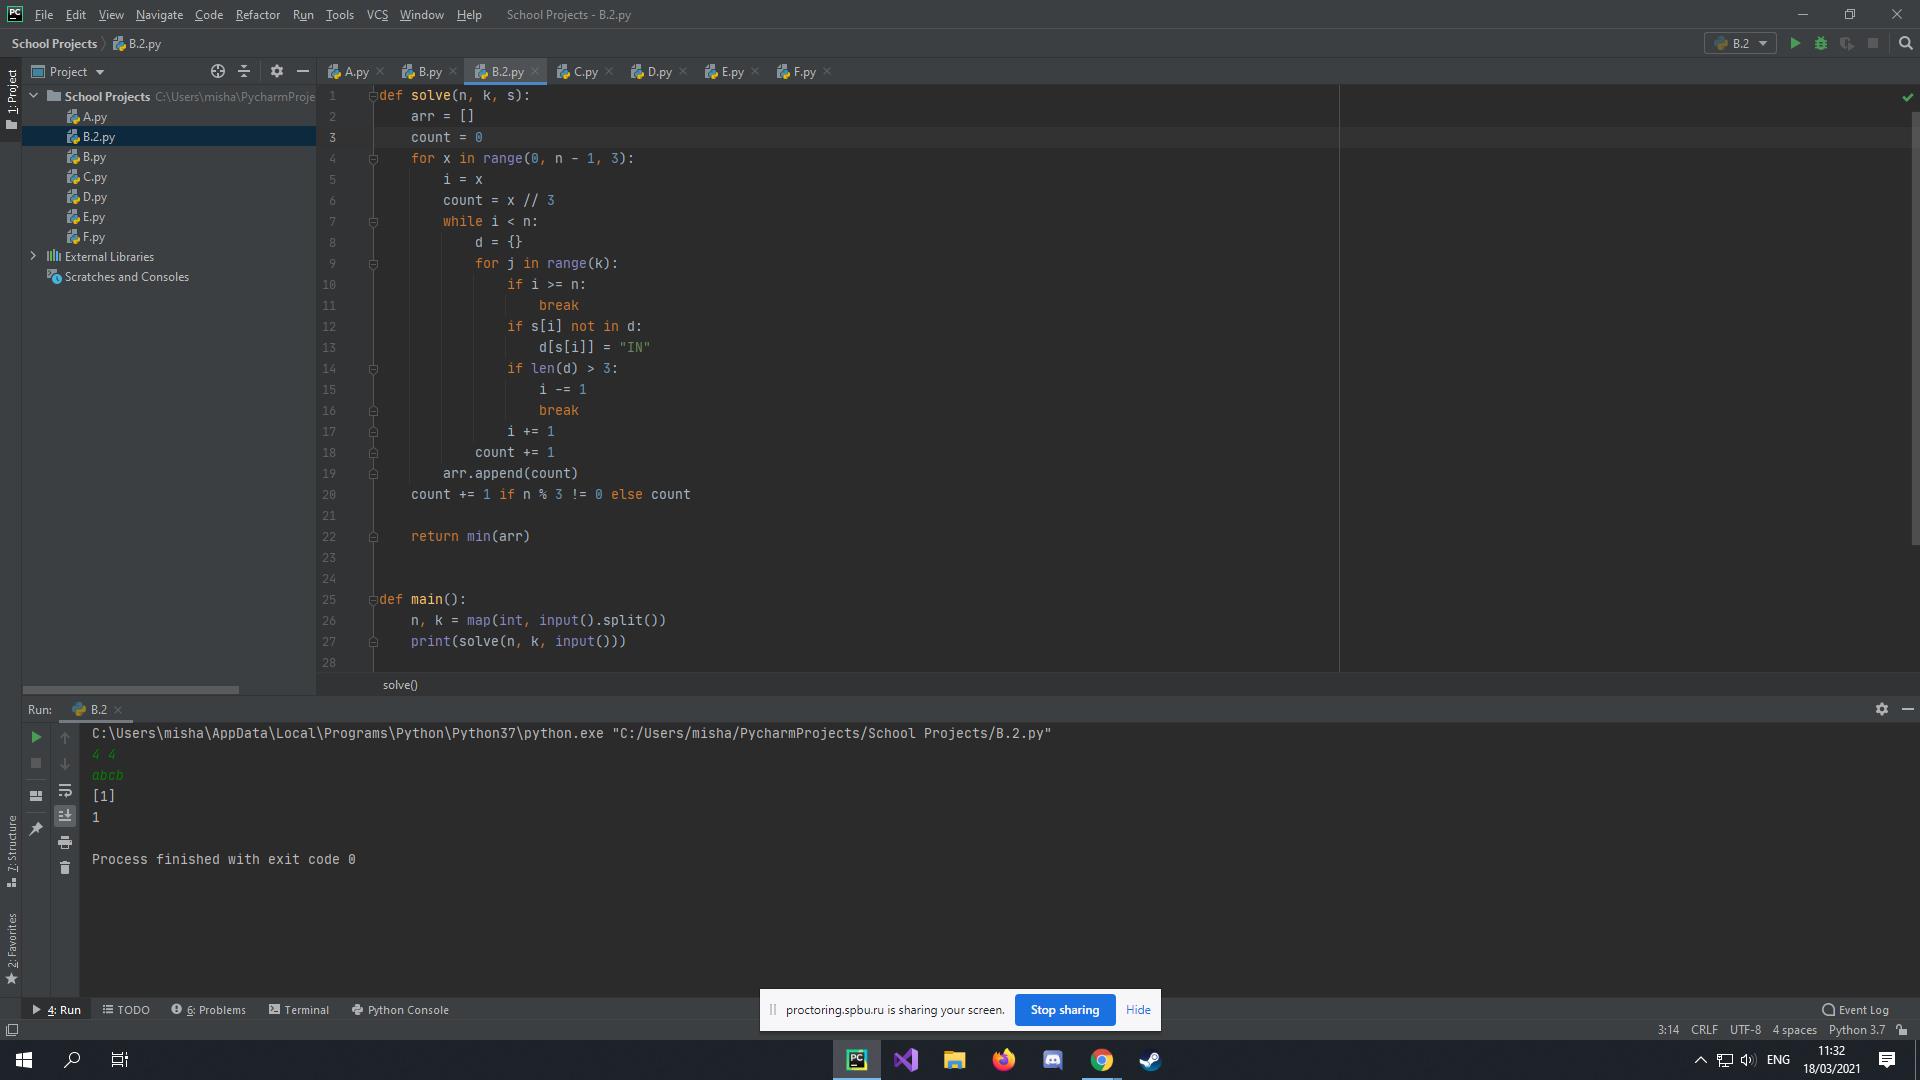 PC File Edit View Navigate Code Refactor Run Tools VCS Window Help School Projects - B.2.py
School Projects B.2.py B.2
Project A.py B.py B.2.py C.py D.py E.py F.py
1: Project
School Projects C:\Users\misha\PycharmProje
A.py
B.2.py
B.py
C.py
D.py
E.py
F.py
External Libraries
Scratches and Consoles
1 def solve(n, k, s):
2 arr = []
3 count = 0
4 for x in range(0, n - 1, 3):
5 i = x
6 count = x // 3
7 while i < n:
8 d = {}
9 for j in range(k):
10 if i >= n:
11 break
12 if s[i] not in d:
13 d[s[i]] = "IN"
14 if len(d) > 3:
15 i -= 1
16 break
17 i += 1
18 count += 1
19 arr.append(count)
20 count += 1 if n % 3 != 0 else count
21
22 return min(arr)
23
24
25 def main():
26 n, k = map(int, input().split())
27 print(solve(n, k, input()))
28
solve()
Run: B.2
C:\Users\misha\AppData\Local\Programs\Python\Python37\python.exe "C:/Users/misha/PycharmProjects/School Projects/B.2.py"
4 4
abcb
[1]
1
Process finished with exit code 0
7: Structure
2: Favorites
proctoring.spbu.ru is sharing your screen. Stop sharing Hide
4: Run TODO 6: Problems Terminal Python Console Event Log
3:14 CRLF UTF-8 4 spaces Python 3.7
PC ENG 11:32
18/03/2021